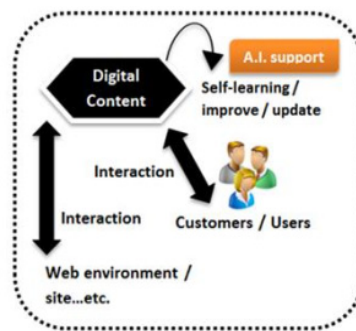 A.I. support
Digital
Content
Self-learning /
improve / update
Interaction
Interaction
Customers / Users
Web environment /
site...etc.